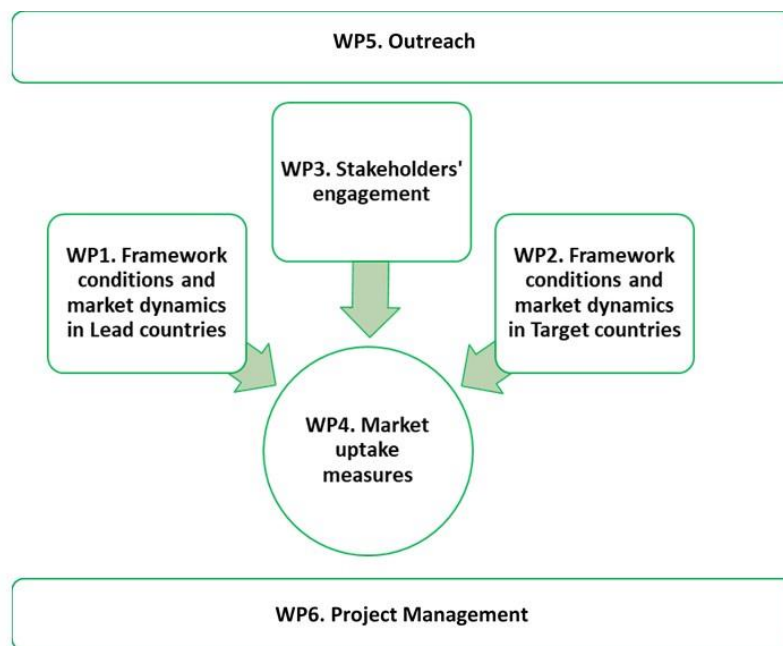 WP5. Outreach
WP3. Stakeholders'
engagement
WP1. Framework
conditions and
market dynamics
in Lead countries
WP2. Framework
conditions and
market dynamics
in Target countries
WP4. Market
uptake
measures
WP6. Project Management